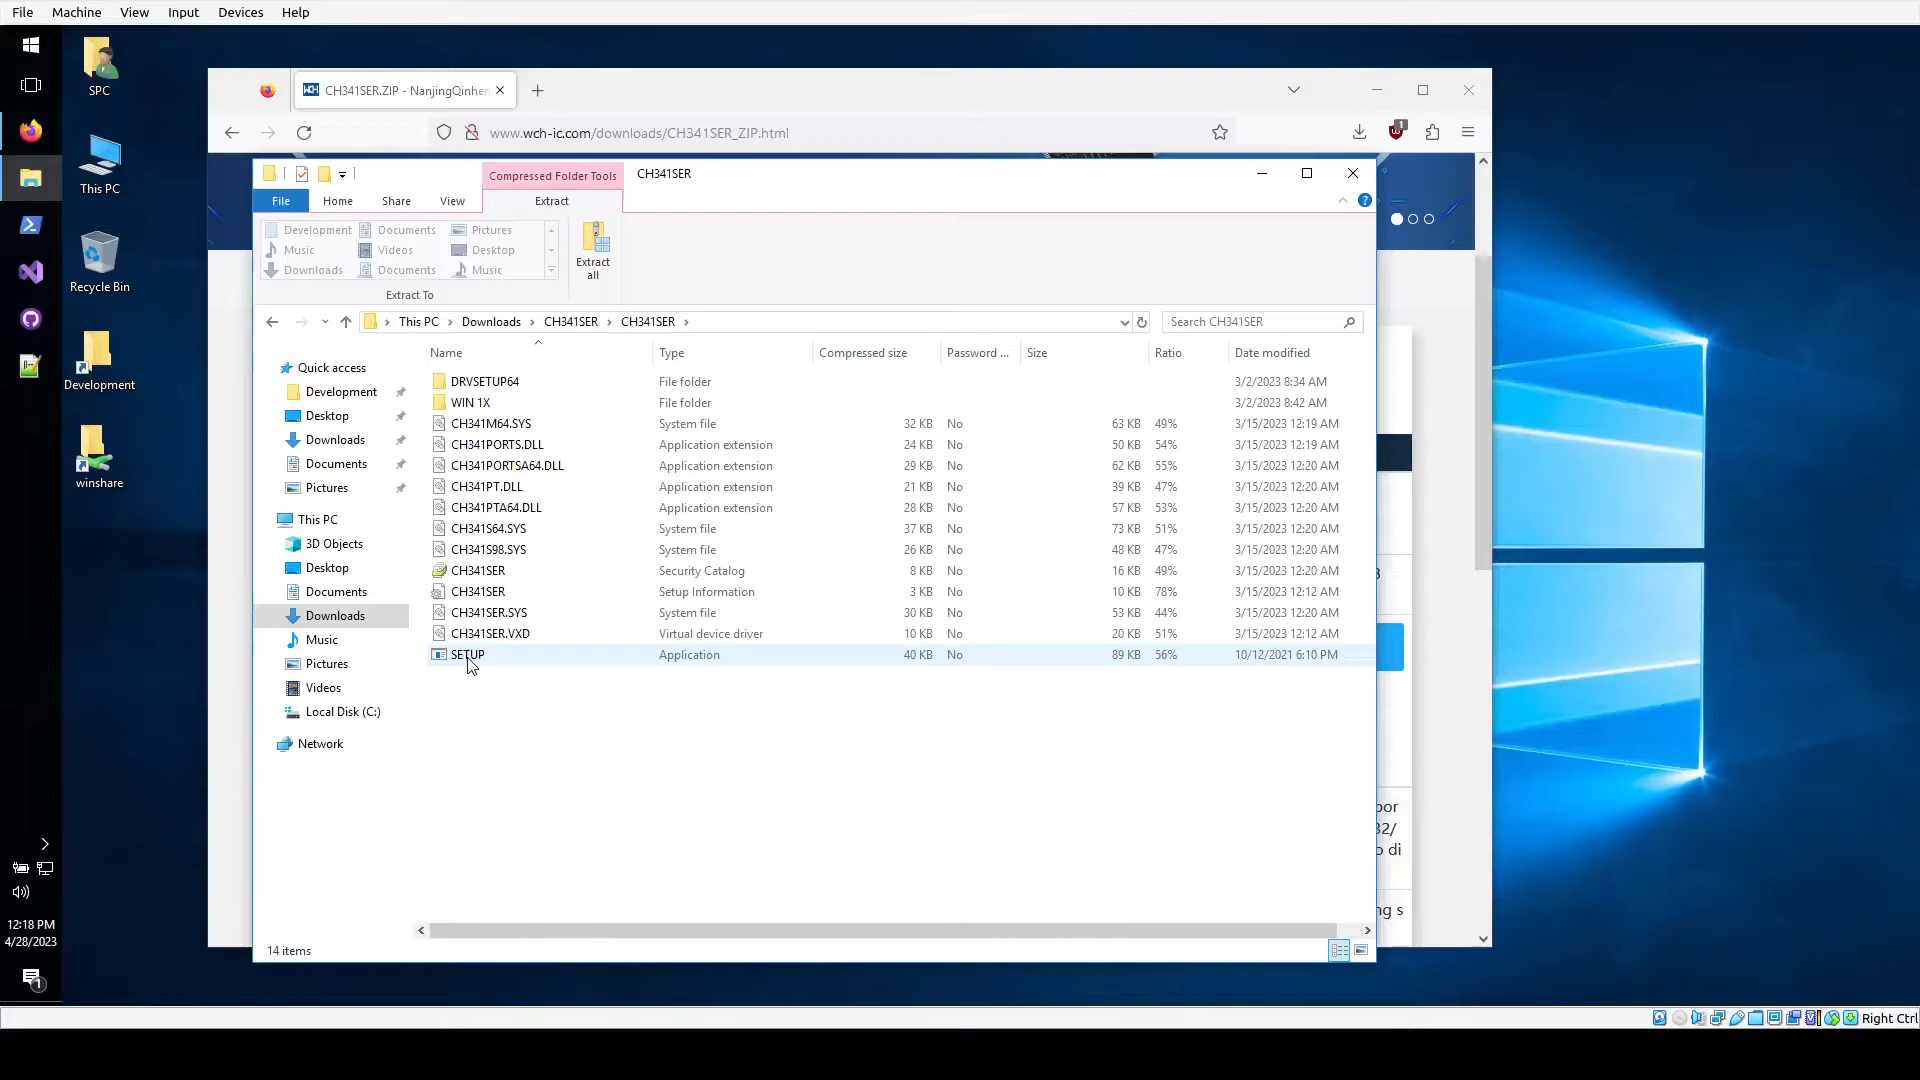 File Machine View Input Devices Help
SPC
This PC
Recycle Bin
Development
winshare
CH341SER.ZIP - NanjingQinhen
www.wch-ic.com/downloads/CH341SER_ZIP.html
1
Compressed Folder Tools CH341SER
File Home Share View Extract
Development Documents Pictures
Music Videos Desktop
Downloads Documents Music
Extract all
Extract To
This PC Downloads CH341SER CH341SER Search CH341SER
Name Type Compressed size Password ... Size Ratio Date modified
DRVSETUP64 File folder 3/2/2023 8:34 AM
WIN 1X File folder 3/2/2023 8:42 AM
CH341M64.SYS System file 32 KB No 63 KB 49% 3/15/2023 12:19 AM
CH341PORTS.DLL Application extension 24 KB No 50 KB 54% 3/15/2023 12:19 AM
CH341PORTSA64.DLL Application extension 29 KB No 62 KB 55% 3/15/2023 12:20 AM
CH341PT.DLL Application extension 21 KB No 39 KB 47% 3/15/2023 12:20 AM
CH341PTA64.DLL Application extension 28 KB No 57 KB 53% 3/15/2023 12:20 AM
CH341S64.SYS System file 37 KB No 73 KB 51% 3/15/2023 12:20 AM
CH341S98.SYS System file 26 KB No 48 KB 47% 3/15/2023 12:20 AM
CH341SER Security Catalog 8 KB No 16 KB 49% 3/15/2023 12:20 AM
CH341SER Setup Information 3 KB No 10 KB 78% 3/15/2023 12:12 AM
CH341SER.SYS System file 30 KB No 53 KB 44% 3/15/2023 12:20 AM
CH341SER.VXD Virtual device driver 10 KB No 20 KB 51% 3/15/2023 12:12 AM
SETUP Application 40 KB No 89 KB 56% 10/12/2021 6:10 PM
Quick access
Development
Desktop
Downloads
Documents
Pictures
This PC
3D Objects
Desktop
Documents
Downloads
Music
Pictures
Videos
Local Disk (C:)
Network
14 items
por
32/
o di
ng s
12:18 PM
4/28/2023
1
Right Ctrl